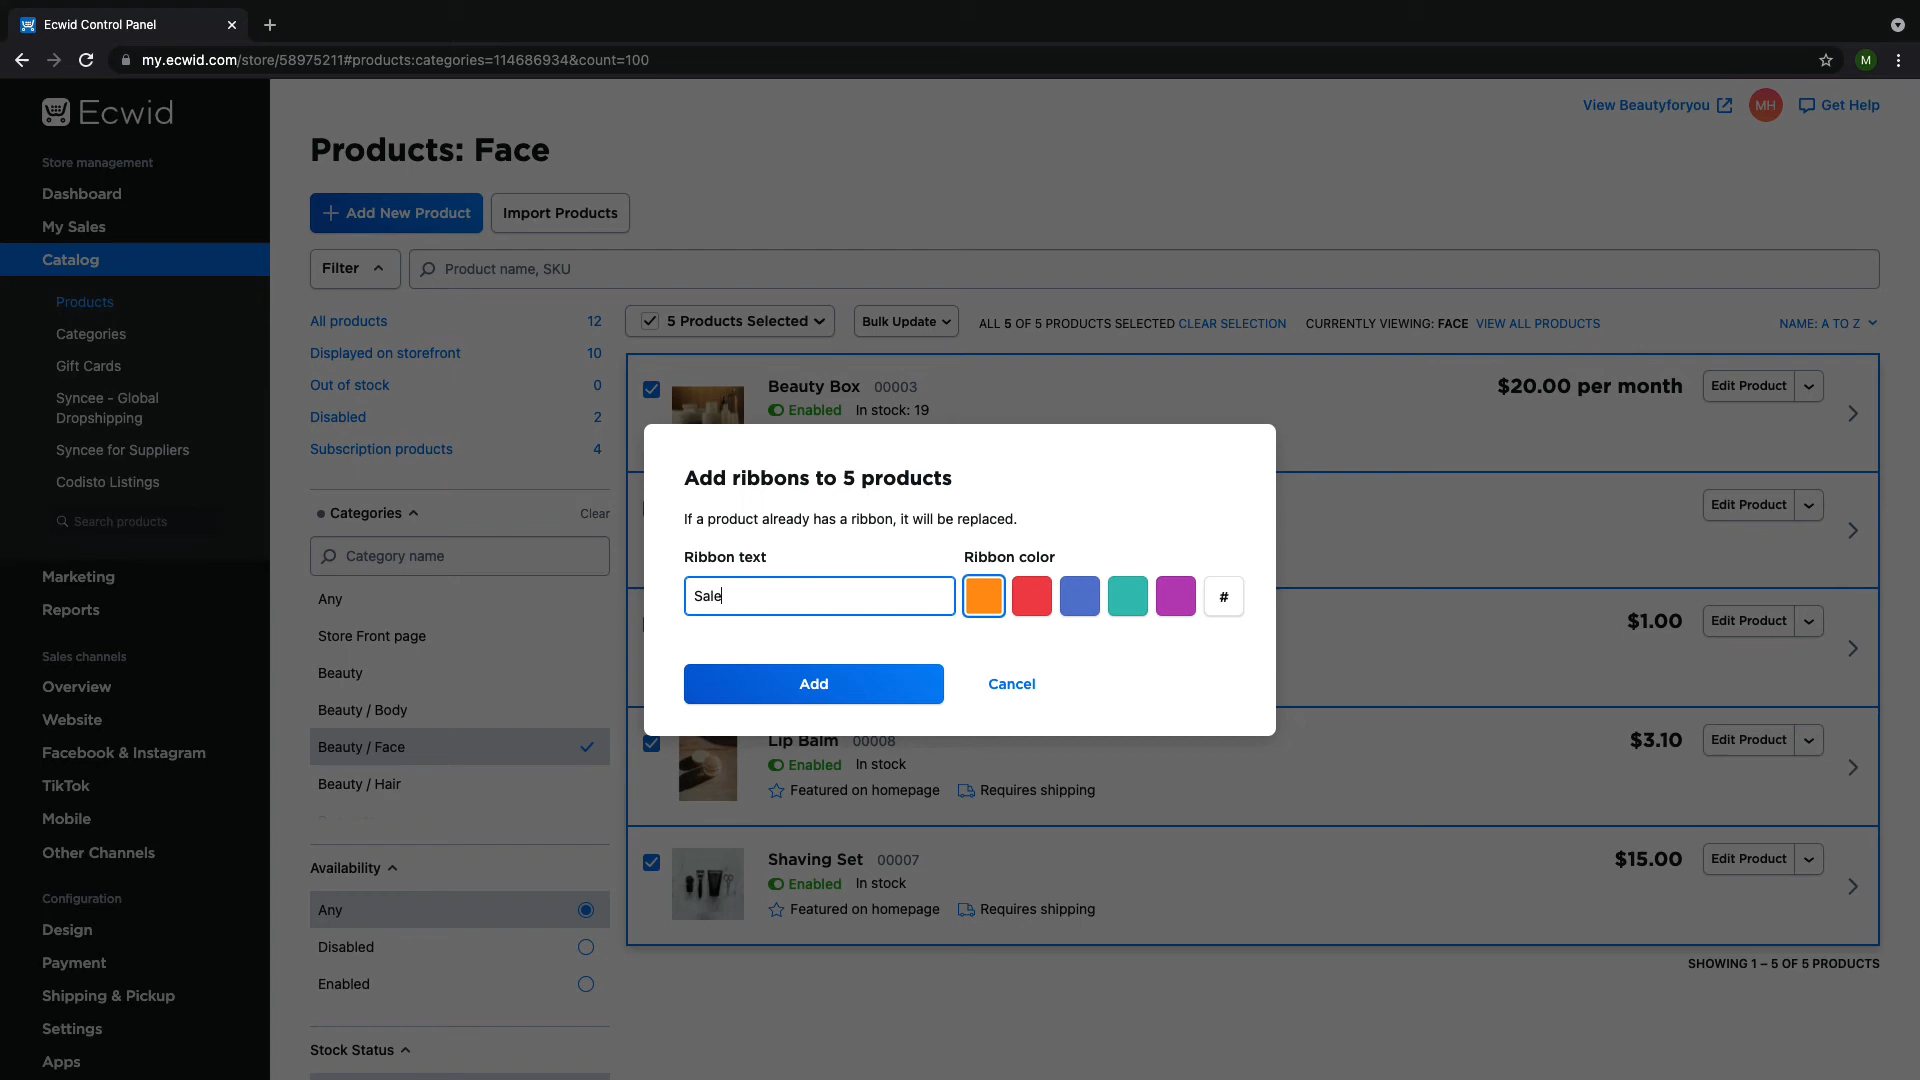 Ecwid Control Panel
my.ecwid.com/store/58975211#products:categories=114686934&count=100
M
Ecwid
View Beautyforyou
MH
Get Help
Store management
Dashboard
My Sales
Catalog
Products
Categories
Gift Cards
Syncee - Global
Dropshipping
Syncee for Suppliers
Codisto Listings
Search products
Marketing
Reports
Sales channels
Overview
Website
Facebook & Instagram
TikTok
Mobile
Other Channels
Configuration
Design
Payment
Shipping & Pickup
Settings
Apps
Products: Face
Add New Product
Import Products
Filter
Product name, SKU
All products 12
Displayed on storefront 10
Out of stock 0
Disabled 2
Subscription products 4
Categories
Clear
Category name
Any
Store Front page
Beauty
Beauty / Body
Beauty / Face
Beauty / Hair
Availability
Any
Disabled
Enabled
Stock Status
5 Products Selected
Bulk Update
ALL 5 OF 5 PRODUCTS SELECTED CLEAR SELECTION
CURRENTLY VIEWING: FACE VIEW ALL PRODUCTS
NAME: A TO Z
Beauty Box 00003
Enabled In stock: 19
$20.00 per month
Edit Product
Edit Product
$1.00
Edit Product
Add ribbons to 5 products
If a product already has a ribbon, it will be replaced.
Ribbon text
Ribbon color
Sale
#
Add
Cancel
Lip Balm 00008
Enabled In stock
Featured on homepage
Requires shipping
$3.10
Edit Product
Shaving Set 00007
Enabled In stock
Featured on homepage
Requires shipping
$15.00
Edit Product
SHOWING 1 – 5 OF 5 PRODUCTS